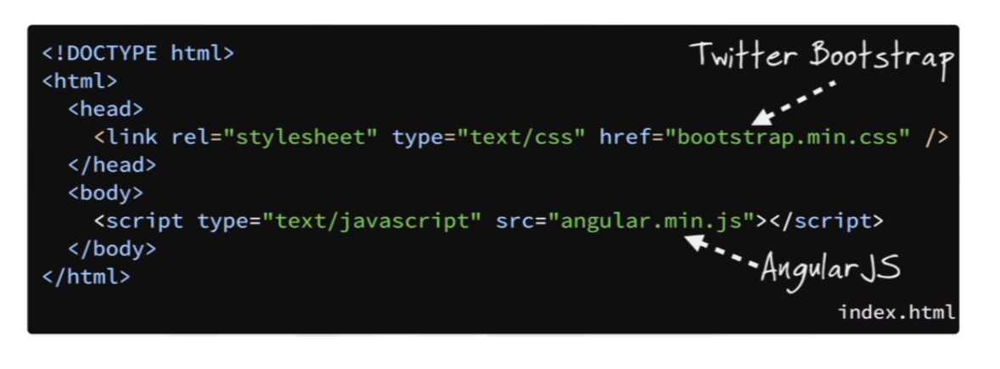 <!DOCTYPE html>
Twitter Bootstrap
<html>
<head>
<link rel="stylesheet" type="text/css" href="bootstrap.min.css" />
</head>
<body>
<script type="text/javascript" src="angular.min.js"></script>
</body>
AngularJS
</html>
index.html